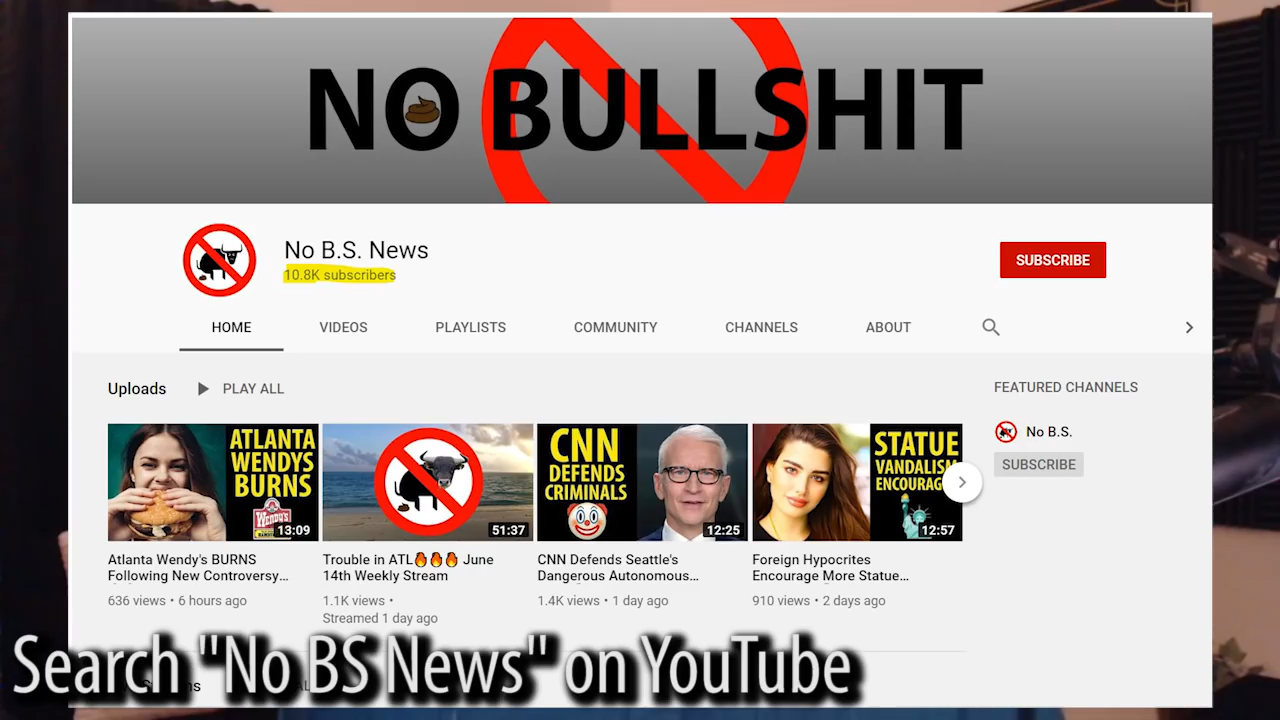 NO BULLSHIT
No B.S. News
10.8K subscribers
SUBSCRIBE
HOME VIDEOS PLAYLISTS COMMUNITY CHANNELS ABOUT
Uploads PLAY ALL
FEATURED CHANNELS
No B.S.
SUBSCRIBE
ATLANTA
WENDYS
BURNS
Wendy's
13:09
Atlanta Wendy's BURNS
Following New Controversy…
636 views • 6 hours ago
51:37
Trouble in ATL🔥🔥🔥 June
14th Weekly Stream
1.1K views •
Streamed 1 day ago
CNN
DEFENDS
CRIMINALS
12:25
CNN Defends Seattle's
Dangerous Autonomous…
1.4K views • 1 day ago
STATUE
VANDALISM
ENCOURAG
12:57
Foreign Hypocrites
Encourage More Statue…
910 views • 2 days ago
Search "No BS News" on YouTube